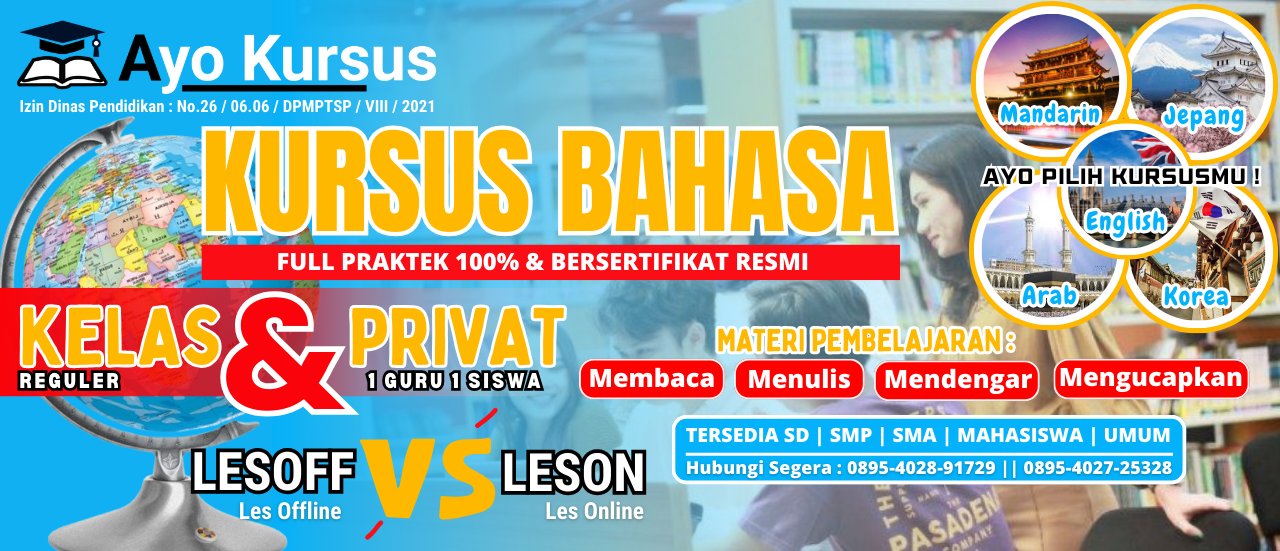 Ayo Kursus
Izin Dinas Pendidikan : No.26 / 06.06 / DPMPTSP / VIII / 2021
KURSUS BAHASA
FULL PRAKTEK 100% & BERSERTIFIKAT RESMI
KELAS & PRIVAT
REGULER
1 GURU 1 SISWA
LESOFF VS LESON
Les Offline
Les Online
Mandarin
Jepang
AYO PILIH KURSUSMU !
English
Arab
Korea
MATERI PEMBELAJARAN :
Membaca
Menulis
Mendengar
Mengucapkan
TERSEDIA SD | SMP | SMA | MAHASISWA | UMUM
Hubungi Segera : 0895-4028-91729 || 0895-4027-25328
PASADEN